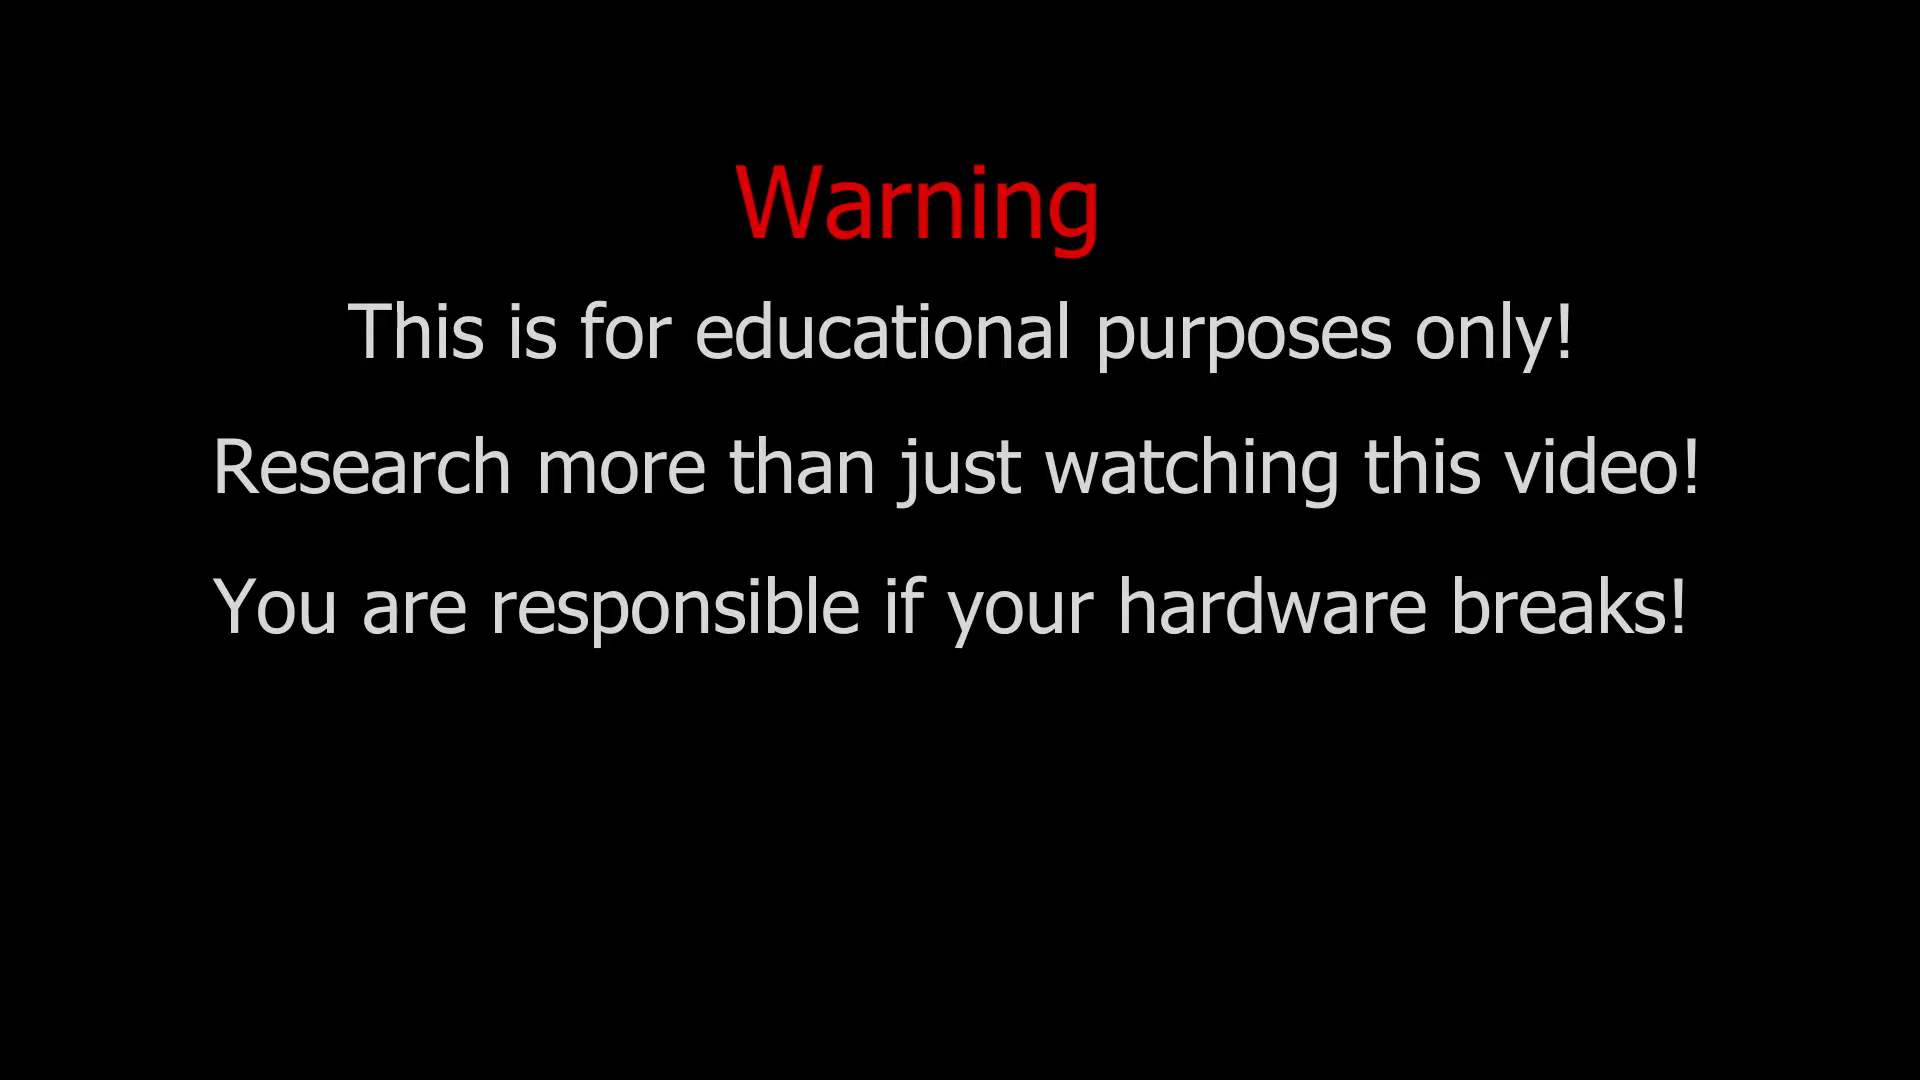 Warning
This is for educational purposes only!
Research more than just watching this video!
You are responsible if your hardware breaks!